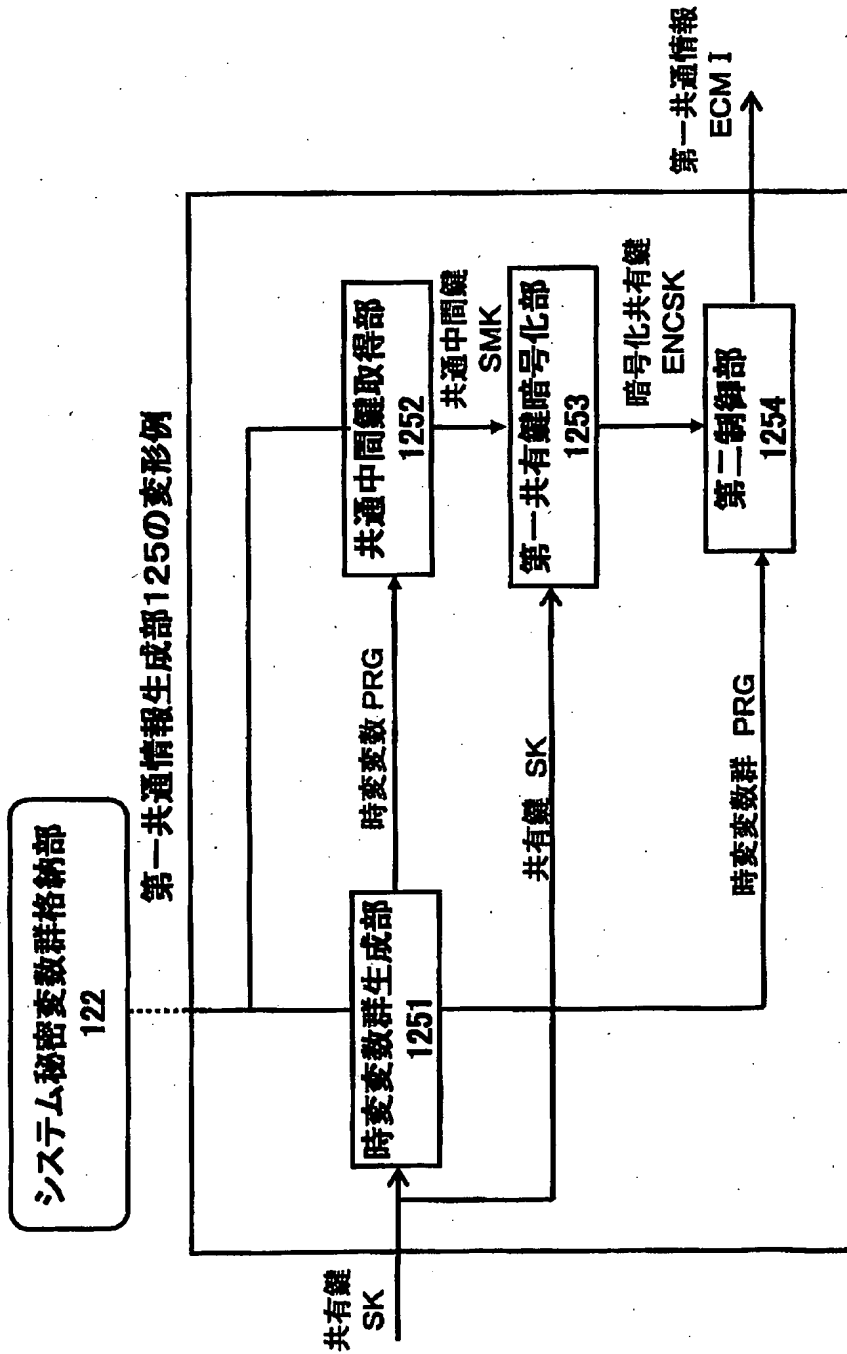 システム秘密変数群格納部
122
第一共通情報生成部125の変形例
共有鍵
SK
時変変数群生成部
1251
時変変数 PRG
共通中間鍵取得部
1252
共通中間鍵
SMK
共有鍵 SK
第一共有鍵暗号化部
1253
暗号化共有鍵
ENCSK
時変変数群 PRG
第二制御部
1254
第一共通情報
ECM I